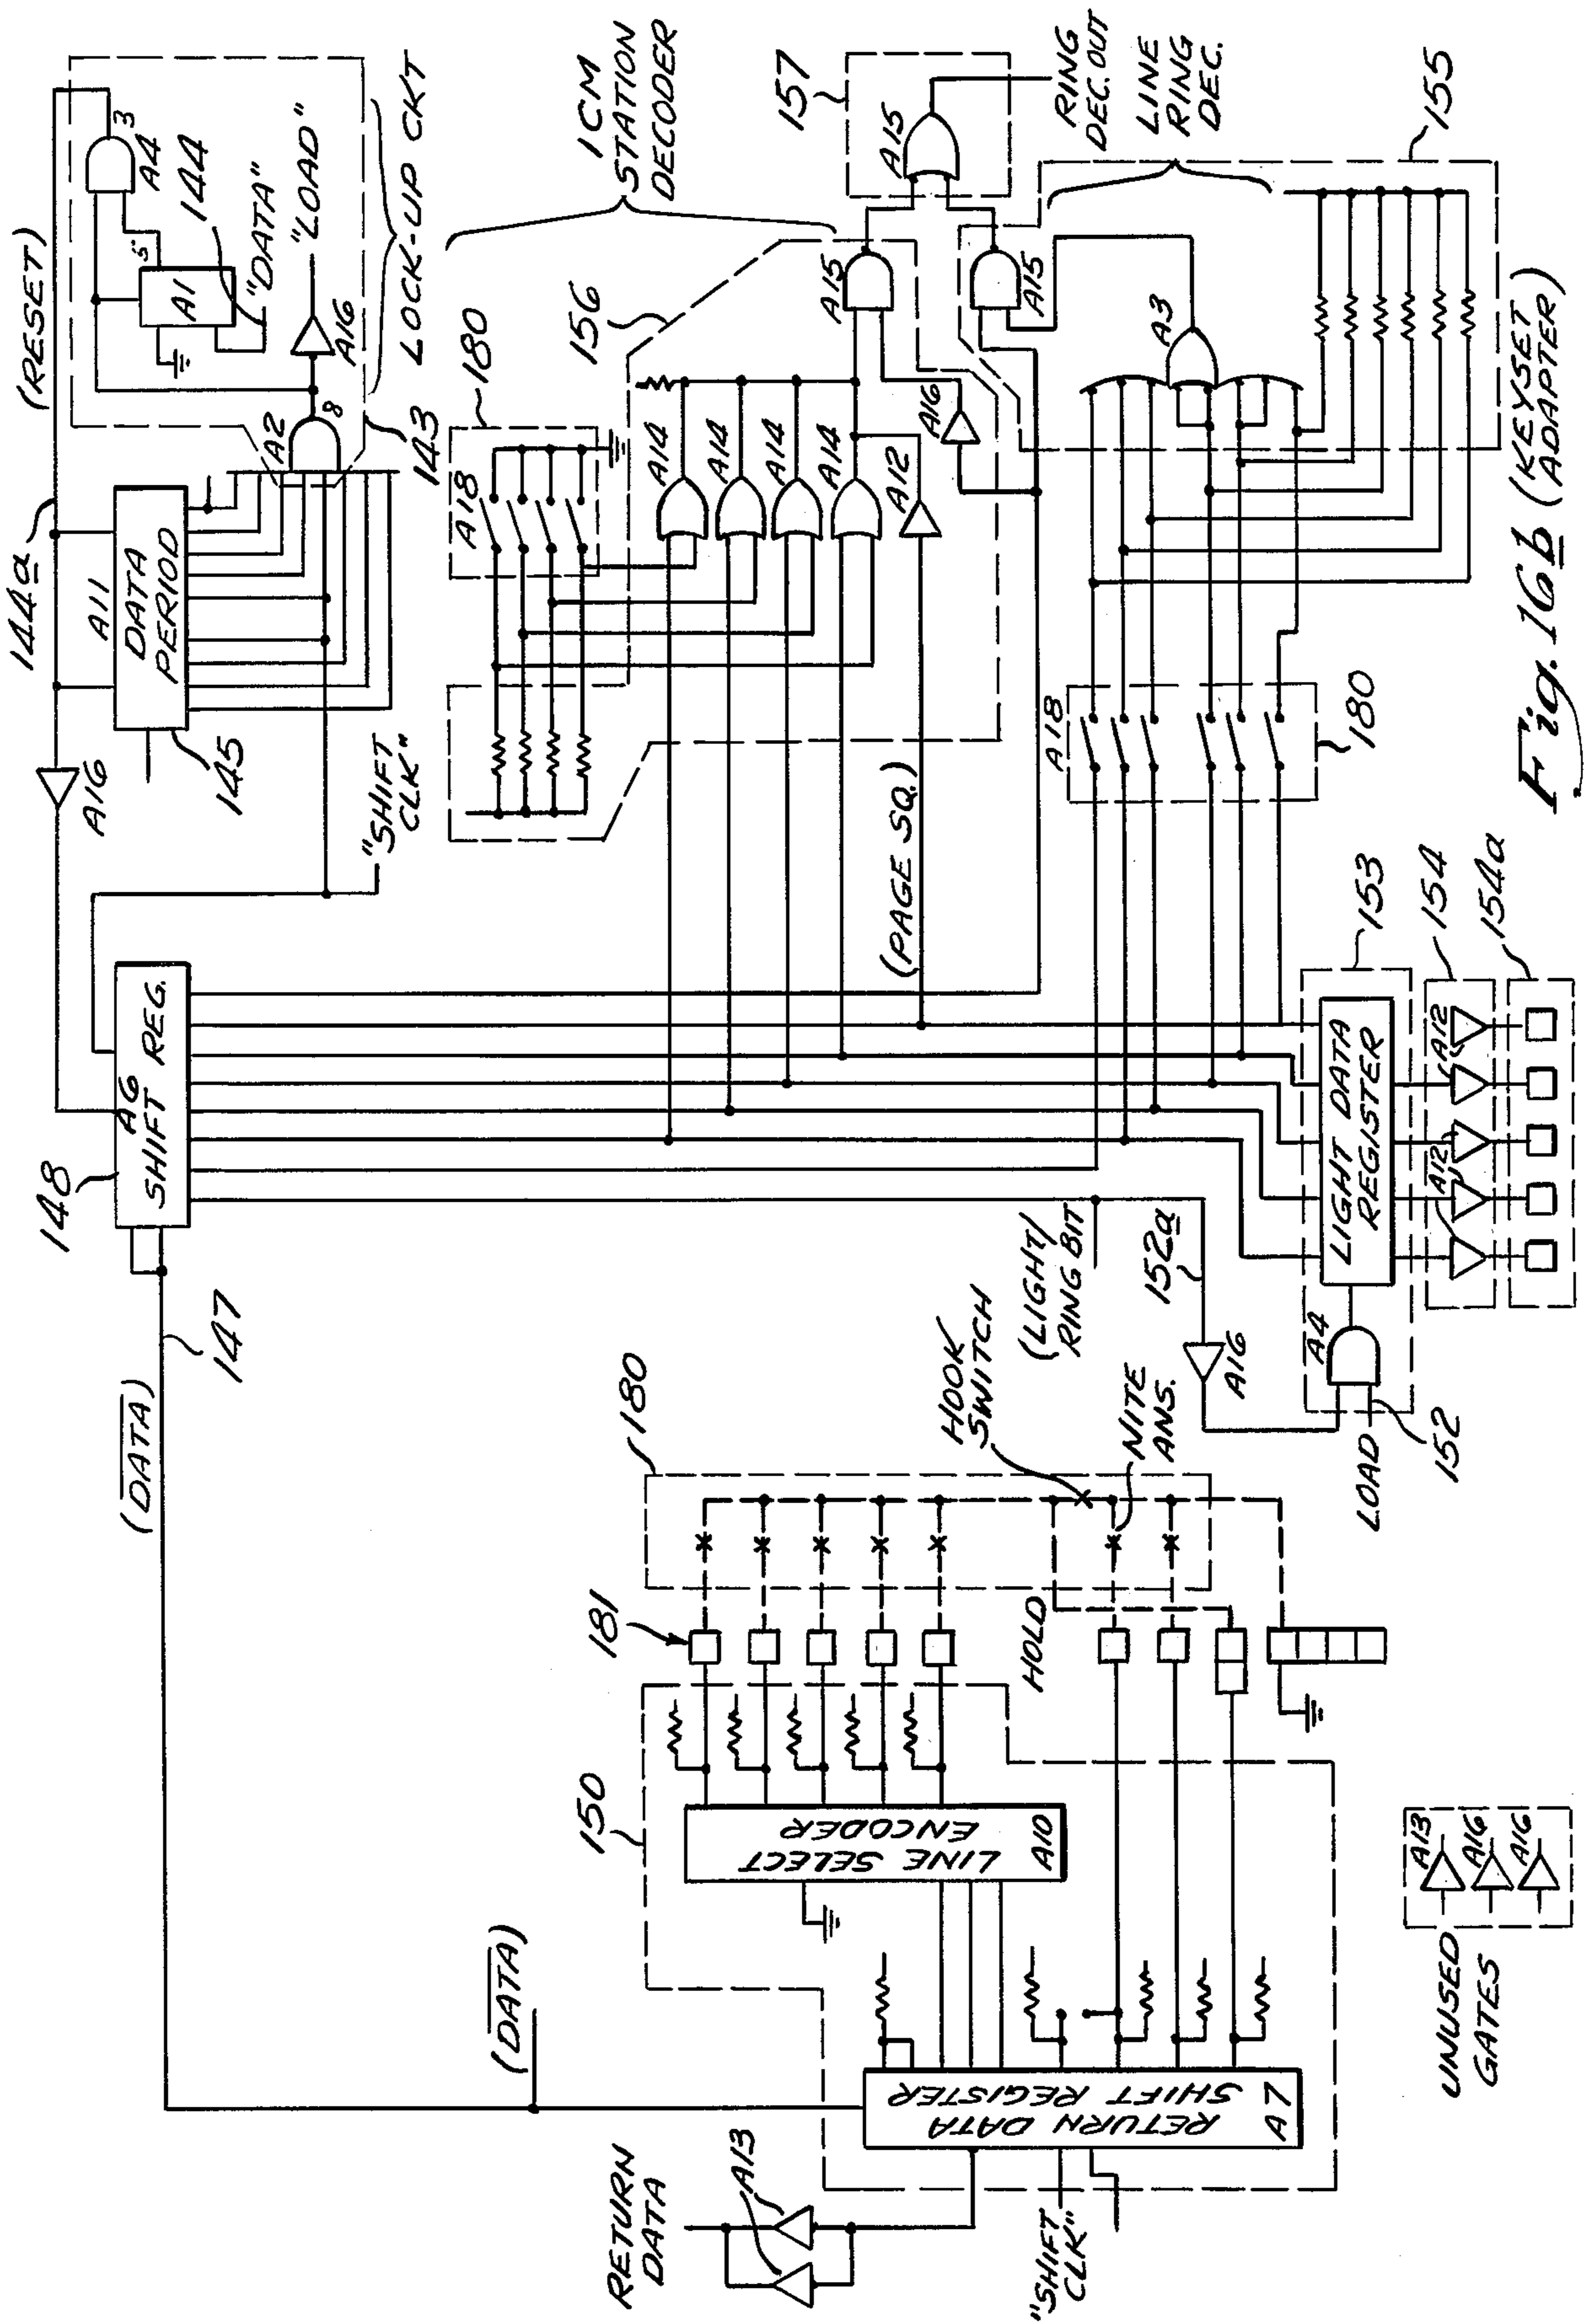 (RESET)
144a
A16
A11
DATA
PERIOD
145
A2
8
A4
3
5
A1
144
"DATA"
"LOAD"
A16
LOCK-UP CKT
143
"SHIFT
CLK"
148
A6
SHIFT REG.
147
(DATA)
1CM
STATION
DECODER
180
A18
156
A14
A14
A14
A14
A12
A16
A15
157
A15
RING
DEC. OUT
LINE
RING
DEC.
A15
A3
155
(PAGE SQ.)
A18
180
(LIGHT/
RING BIT
152a
A16
A4
LOAD
152
LIGHT DATA
REGISTER
153
A12
A12
154
154a
180
HOOK
SWITCH
NITE
ANS.
181
HOLD
150
LINE SELECT
ENCODER
A10
(DATA)
RETURN DATA
SHIFT REGISTER
A7
RETURN
DATA
A13
"SHIFT
CLK"
UNUSED
GATES
A13
A16
A16
Fig. 16b (KEYSET
ADAPTER)